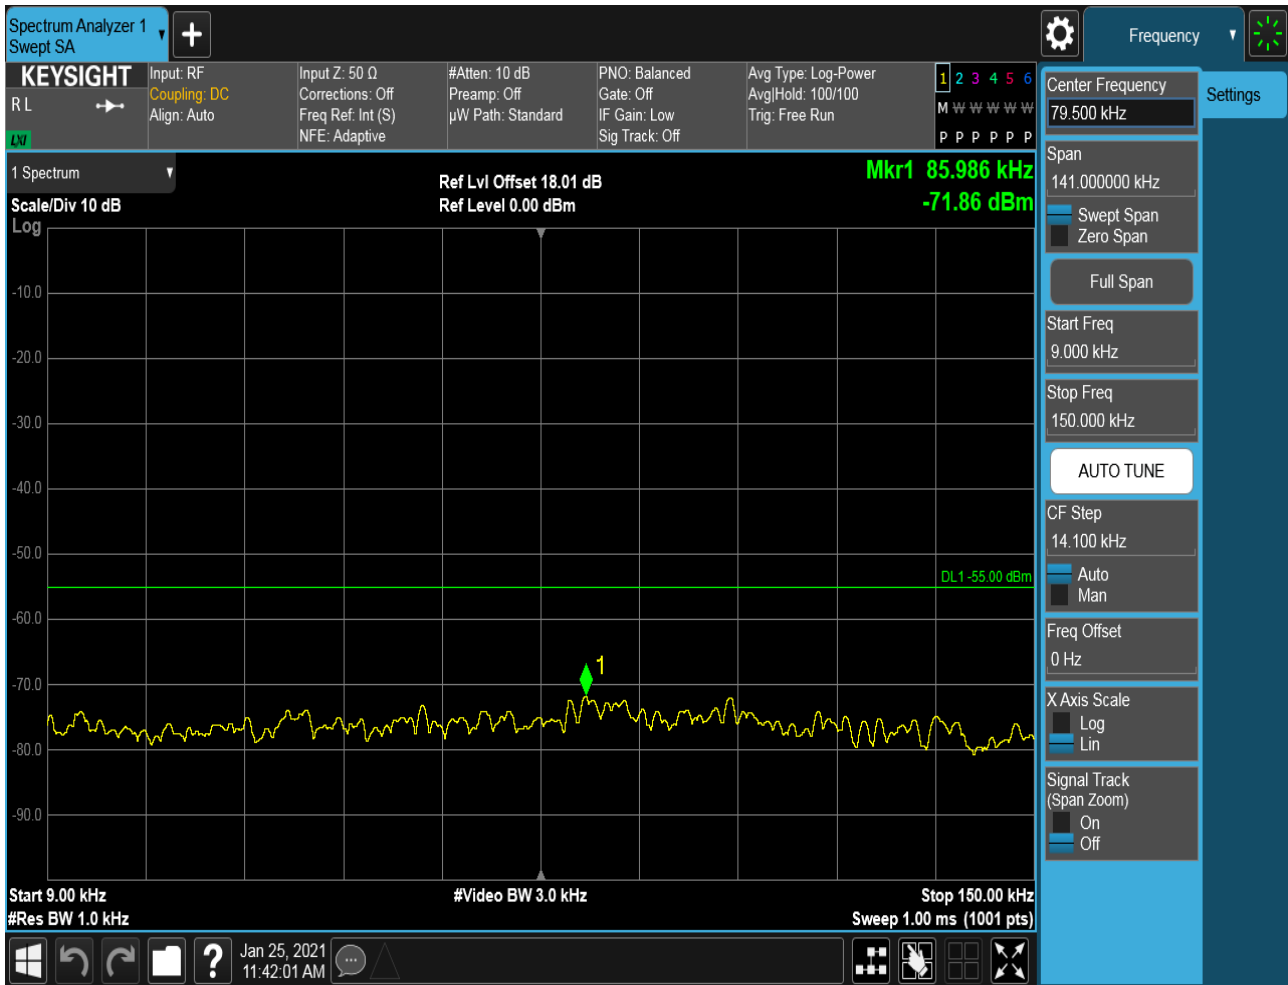 Spectrum Analyzer 1
Swept SA
+
Frequency
KEYSIGHT
R L
LXI
Input: RF
Coupling: DC
Align: Auto
Input Z: 50 Ω
Corrections: Off
Freq Ref: Int (S)
NFE: Adaptive
#Atten: 10 dB
Preamp: Off
µW Path: Standard
PNO: Balanced
Gate: Off
IF Gain: Low
Sig Track: Off
Avg Type: Log-Power
Avg|Hold: 100/100
Trig: Free Run
1 2 3 4 5 6
M W W W W W
P P P P P P
1 Spectrum
Scale/Div 10 dB
Log
Ref Lvl Offset 18.01 dB
Ref Level 0.00 dBm
Mkr1 85.986 kHz
-71.86 dBm
-10.0
-20.0
-30.0
-40.0
-50.0
DL1 -55.00 dBm
-60.0
1
-70.0
-80.0
-90.0
Start 9.00 kHz
#Video BW 3.0 kHz
Stop 150.00 kHz
#Res BW 1.0 kHz
Sweep 1.00 ms (1001 pts)
Center Frequency
79.500 kHz
Settings
Span
141.000000 kHz
Swept Span
Zero Span
Full Span
Start Freq
9.000 kHz
Stop Freq
150.000 kHz
AUTO TUNE
CF Step
14.100 kHz
Auto
Man
Freq Offset
0 Hz
X Axis Scale
Log
Lin
Signal Track
(Span Zoom)
On
Off
?
Jan 25, 2021
11:42:01 AM